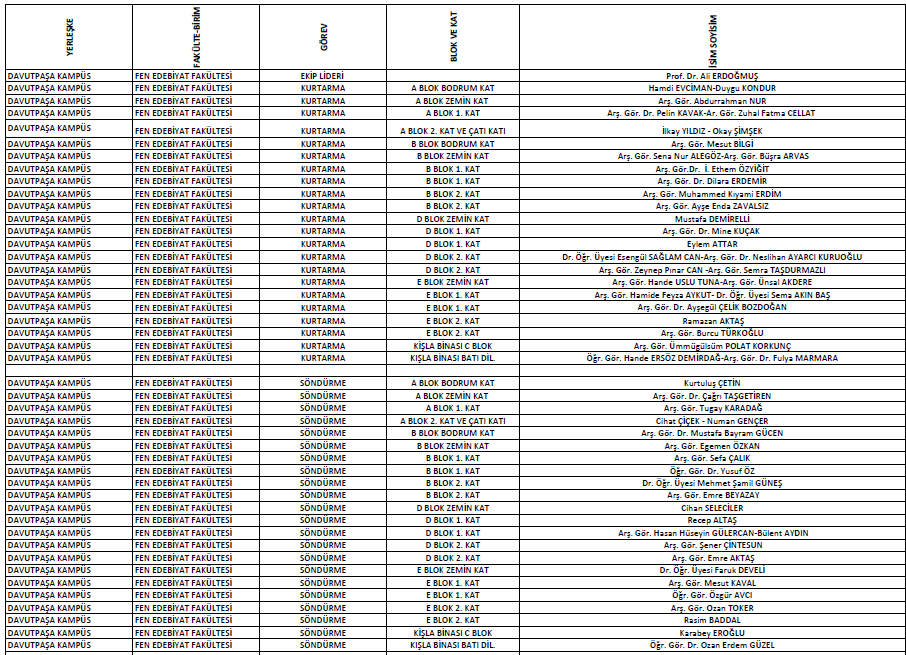 YERLEŞKE FAKÜLTE-BİRİM GÖREV BLOK VE KAT İSİM SOYİSİM
DAVUTPAŞA KAMPÜS FEN EDEBİYAT FAKÜLTESİ EKİP LİDERİ Prof. Dr. Ali ERDOĞMUŞ
DAVUTPAŞA KAMPÜS FEN EDEBİYAT FAKÜLTESİ KURTARMA A BLOK BODRUM KAT Hamdi EVCİMAN-Duygu KONDUR
DAVUTPAŞA KAMPÜS FEN EDEBİYAT FAKÜLTESİ KURTARMA A BLOK ZEMİN KAT Arş. Gör. Abdurrahman NUR
DAVUTPAŞA KAMPÜS FEN EDEBİYAT FAKÜLTESİ KURTARMA A BLOK 1. KAT Arş. Gör. Dr. Pelin KAVAK-Ar. Gör. Zuhal Fatma CELLAT
DAVUTPAŞA KAMPÜS FEN EDEBİYAT FAKÜLTESİ KURTARMA A BLOK 2. KAT VE ÇATI KATI İlkay YILDIZ - Okay ŞİMŞEK
DAVUTPAŞA KAMPÜS FEN EDEBİYAT FAKÜLTESİ KURTARMA B BLOK BODRUM KAT Arş. Gör. Mesut BİLGİ
DAVUTPAŞA KAMPÜS FEN EDEBİYAT FAKÜLTESİ KURTARMA B BLOK ZEMİN KAT Arş. Gör. Sena Nur ALEGÖZ-Arş. Gör. Büşra ARVAS
DAVUTPAŞA KAMPÜS FEN EDEBİYAT FAKÜLTESİ KURTARMA B BLOK 1. KAT Arş. Gör.Dr. İ. Ethem ÖZYİĞİT
DAVUTPAŞA KAMPÜS FEN EDEBİYAT FAKÜLTESİ KURTARMA B BLOK 1. KAT Arş. Gör. Dr. Dilara ERDEMİR
DAVUTPAŞA KAMPÜS FEN EDEBİYAT FAKÜLTESİ KURTARMA B BLOK 2. KAT Arş. Gör. Muhammed Kıyami ERDİM
DAVUTPAŞA KAMPÜS FEN EDEBİYAT FAKÜLTESİ KURTARMA B BLOK 2. KAT Arş. Gör. Ayşe Enda ZAVALSIZ
DAVUTPAŞA KAMPÜS FEN EDEBİYAT FAKÜLTESİ KURTARMA D BLOK ZEMİN KAT Mustafa DEMİRELLİ
DAVUTPAŞA KAMPÜS FEN EDEBİYAT FAKÜLTESİ KURTARMA D BLOK 1. KAT Arş. Gör. Dr. Mine KUÇAK
DAVUTPAŞA KAMPÜS FEN EDEBİYAT FAKÜLTESİ KURTARMA D BLOK 1. KAT Eylem ATTAR
DAVUTPAŞA KAMPÜS FEN EDEBİYAT FAKÜLTESİ KURTARMA D BLOK 2. KAT Dr. Öğr. Üyesi Esengül SAĞLAM CAN-Arş. Gör. Dr. Neslihan AYARCI KURUOĞLU
DAVUTPAŞA KAMPÜS FEN EDEBİYAT FAKÜLTESİ KURTARMA D BLOK 2. KAT Arş. Gör. Zeynep Pınar CAN -Arş. Gör. Semra TAŞDURMAZLI
DAVUTPAŞA KAMPÜS FEN EDEBİYAT FAKÜLTESİ KURTARMA E BLOK ZEMİN KAT Arş. Gör. Hande USLU TUNA-Arş. Gör. Ünsal AKDERE
DAVUTPAŞA KAMPÜS FEN EDEBİYAT FAKÜLTESİ KURTARMA E BLOK 1. KAT Arş. Gör. Hamide Feyza AYKUT- Dr. Öğr. Üyesi Sema AKIN BAŞ
DAVUTPAŞA KAMPÜS FEN EDEBİYAT FAKÜLTESİ KURTARMA E BLOK 1. KAT Arş. Gör. Dr. Ayşegül ÇELİK BOZDOĞAN
DAVUTPAŞA KAMPÜS FEN EDEBİYAT FAKÜLTESİ KURTARMA E BLOK 2. KAT Ramazan AKTAŞ
DAVUTPAŞA KAMPÜS FEN EDEBİYAT FAKÜLTESİ KURTARMA E BLOK 2. KAT Arş. Gör. Burcu TÜRKOĞLU
DAVUTPAŞA KAMPÜS FEN EDEBİYAT FAKÜLTESİ KURTARMA KIŞLA BİNASI C BLOK Arş. Gör. Ümmügülsüm POLAT KORKUNÇ
DAVUTPAŞA KAMPÜS FEN EDEBİYAT FAKÜLTESİ KURTARMA KIŞLA BİNASI BATI DİL. Öğr. Gör. Hande ERSÖZ DEMİRDAĞ-Arş. Gör. Dr. Fulya MARMARA
DAVUTPAŞA KAMPÜS FEN EDEBİYAT FAKÜLTESİ SÖNDÜRME A BLOK BODRUM KAT Kurtuluş ÇETİN
DAVUTPAŞA KAMPÜS FEN EDEBİYAT FAKÜLTESİ SÖNDÜRME A BLOK ZEMİN KAT Arş. Gör. Dr. Çağrı TAŞGETİREN
DAVUTPAŞA KAMPÜS FEN EDEBİYAT FAKÜLTESİ SÖNDÜRME A BLOK 1. KAT Arş. Gör. Tugay KARADAĞ
DAVUTPAŞA KAMPÜS FEN EDEBİYAT FAKÜLTESİ SÖNDÜRME A BLOK 2. KAT VE ÇATI KATI Cihat ÇİÇEK - Numan GENÇER
DAVUTPAŞA KAMPÜS FEN EDEBİYAT FAKÜLTESİ SÖNDÜRME B BLOK BODRUM KAT Arş. Gör. Dr. Mustafa Bayram GÜCEN
DAVUTPAŞA KAMPÜS FEN EDEBİYAT FAKÜLTESİ SÖNDÜRME B BLOK ZEMİN KAT Arş. Gör. Egemen ÖZKAN
DAVUTPAŞA KAMPÜS FEN EDEBİYAT FAKÜLTESİ SÖNDÜRME B BLOK 1. KAT Arş. Gör. Sefa ÇALIK
DAVUTPAŞA KAMPÜS FEN EDEBİYAT FAKÜLTESİ SÖNDÜRME B BLOK 1. KAT Öğr. Gör. Dr. Yusuf ÖZ
DAVUTPAŞA KAMPÜS FEN EDEBİYAT FAKÜLTESİ SÖNDÜRME B BLOK 2. KAT Dr. Öğr. Üyesi Mehmet Şamil GÜNEŞ
DAVUTPAŞA KAMPÜS FEN EDEBİYAT FAKÜLTESİ SÖNDÜRME B BLOK 2. KAT Arş. Gör. Emre BEYAZAY
DAVUTPAŞA KAMPÜS FEN EDEBİYAT FAKÜLTESİ SÖNDÜRME D BLOK ZEMİN KAT Cihan SELECİLER
DAVUTPAŞA KAMPÜS FEN EDEBİYAT FAKÜLTESİ SÖNDÜRME D BLOK 1. KAT Recep ALTAŞ
DAVUTPAŞA KAMPÜS FEN EDEBİYAT FAKÜLTESİ SÖNDÜRME D BLOK 1. KAT Arş. Gör. Hasan Hüseyin GÜLERCAN-Bülent AYDIN
DAVUTPAŞA KAMPÜS FEN EDEBİYAT FAKÜLTESİ SÖNDÜRME D BLOK 2. KAT Arş. Gör. Şener ÇİNTESUN
DAVUTPAŞA KAMPÜS FEN EDEBİYAT FAKÜLTESİ SÖNDÜRME D BLOK 2. KAT Arş. Gör. Emre AKTAŞ
DAVUTPAŞA KAMPÜS FEN EDEBİYAT FAKÜLTESİ SÖNDÜRME E BLOK ZEMİN KAT Dr. Öğr. Üyesi Faruk DEVELİ
DAVUTPAŞA KAMPÜS FEN EDEBİYAT FAKÜLTESİ SÖNDÜRME E BLOK 1. KAT Arş. Gör. Mesut KAVAL
DAVUTPAŞA KAMPÜS FEN EDEBİYAT FAKÜLTESİ SÖNDÜRME E BLOK 1. KAT Öğr. Gör. Özgür AVCI
DAVUTPAŞA KAMPÜS FEN EDEBİYAT FAKÜLTESİ SÖNDÜRME E BLOK 2. KAT Arş. Gör. Ozan TOKER
DAVUTPAŞA KAMPÜS FEN EDEBİYAT FAKÜLTESİ SÖNDÜRME E BLOK 2. KAT Rasim BADDAL
DAVUTPAŞA KAMPÜS FEN EDEBİYAT FAKÜLTESİ SÖNDÜRME KIŞLA BİNASI C BLOK Karabey EROĞLU
DAVUTPAŞA KAMPÜS FEN EDEBİYAT FAKÜLTESİ SÖNDÜRME KIŞLA BİNASI BATI DİL. Öğr. Gör. Dr. Ozan Erdem GÜZEL